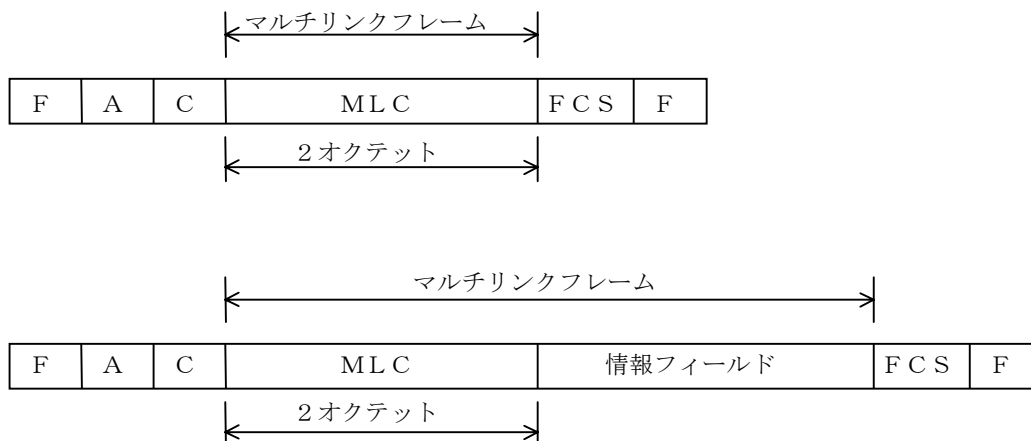 マルチリンクフレーム
F A C MLC FCS F
2オクテット
マルチリンクフレーム
F A C MLC 情報フィールド FCS F
2オクテット